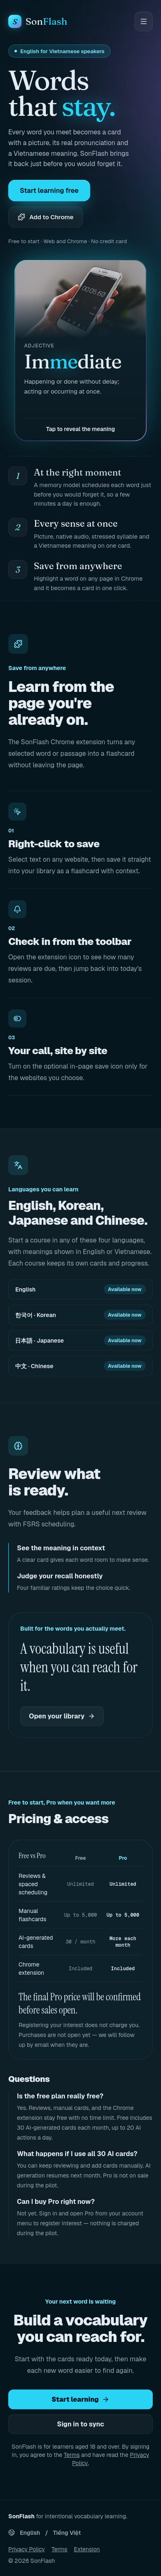 S SonFlash
English for Vietnamese speakers
Words
that stay.
Every word you meet becomes a card
with a picture, its real pronunciation and
a Vietnamese meaning. SonFlash brings
it back just before you would forget it.
Start learning free
Add to Chrome
Free to start · Web and Chrome · No credit card
ADJECTIVE
Immediate
Happening or done without delay;
acting or occurring at once.
Tap to reveal the meaning
1 At the right moment
A memory model schedules each word just
before you would forget it, so a few
minutes a day is enough.
2 Every sense at once
Picture, native audio, stressed syllable and
a Vietnamese meaning on one card.
3 Save from anywhere
Highlight a word on any page in Chrome
and it becomes a card in one click.
Save from anywhere
Learn from the
page you're
already on.
The SonFlash Chrome extension turns any
selected word or passage into a flashcard
without leaving the page.
01
Right-click to save
Select text on any website, then save it straight
into your library as a flashcard with context.
02
Check in from the toolbar
Open the extension icon to see how many
reviews are due, then jump back into today's
session.
03
Your call, site by site
Turn on the optional in-page save icon only for
the websites you choose.
Languages you can learn
English, Korean,
Japanese and Chinese.
Start a course in any of these four languages,
with meanings shown in English or Vietnamese.
Each course keeps its own cards and progress.
English Available now
한국어 · Korean Available now
日本語 · Japanese Available now
中文 · Chinese Available now
Review what
is ready.
Your feedback helps plan a useful next review
with FSRS scheduling.
See the meaning in context
A clear card gives each word room to make sense.
Judge your recall honestly
Four familiar ratings keep the choice quick.
Built for the words you actually meet.
A vocabulary is useful
when you can reach for
it.
Open your library →
Free to start, Pro when you want more
Pricing & access
Free vs Pro Free Pro
Reviews &
spaced
scheduling Unlimited Unlimited
Manual
flashcards Up to 5,000 Up to 5,000
AI-generated
cards 30 / month More each
month
Chrome
extension Included Included
The final Pro price will be confirmed
before sales open.
Registering your interest does not charge you.
Purchases are not open yet — we will follow
up by email when they are.
Questions
Is the free plan really free?
Yes. Reviews, manual cards, and the Chrome
extension stay free with no time limit. Free includes
30 AI-generated cards each month, up to 20 AI
actions a day.
What happens if I use all 30 AI cards?
You can keep reviewing and add cards manually. AI
generation resumes next month. Pro is not on sale
during the pilot.
Can I buy Pro right now?
Not yet. Sign in and open Pro from your account
menu to register interest — nothing is charged
during the pilot.
Your next word is waiting
Build a vocabulary
you can reach for.
Start with the cards ready today, then make
each new word easier to find again.
Start learning →
Sign in to sync
SonFlash is for learners aged 18 and over. By signing
in, you agree to the Terms and have read the Privacy
Policy.
SonFlash for intentional vocabulary learning.
English / Tiếng Việt
Privacy Policy Terms Extension
© 2026 SonFlash